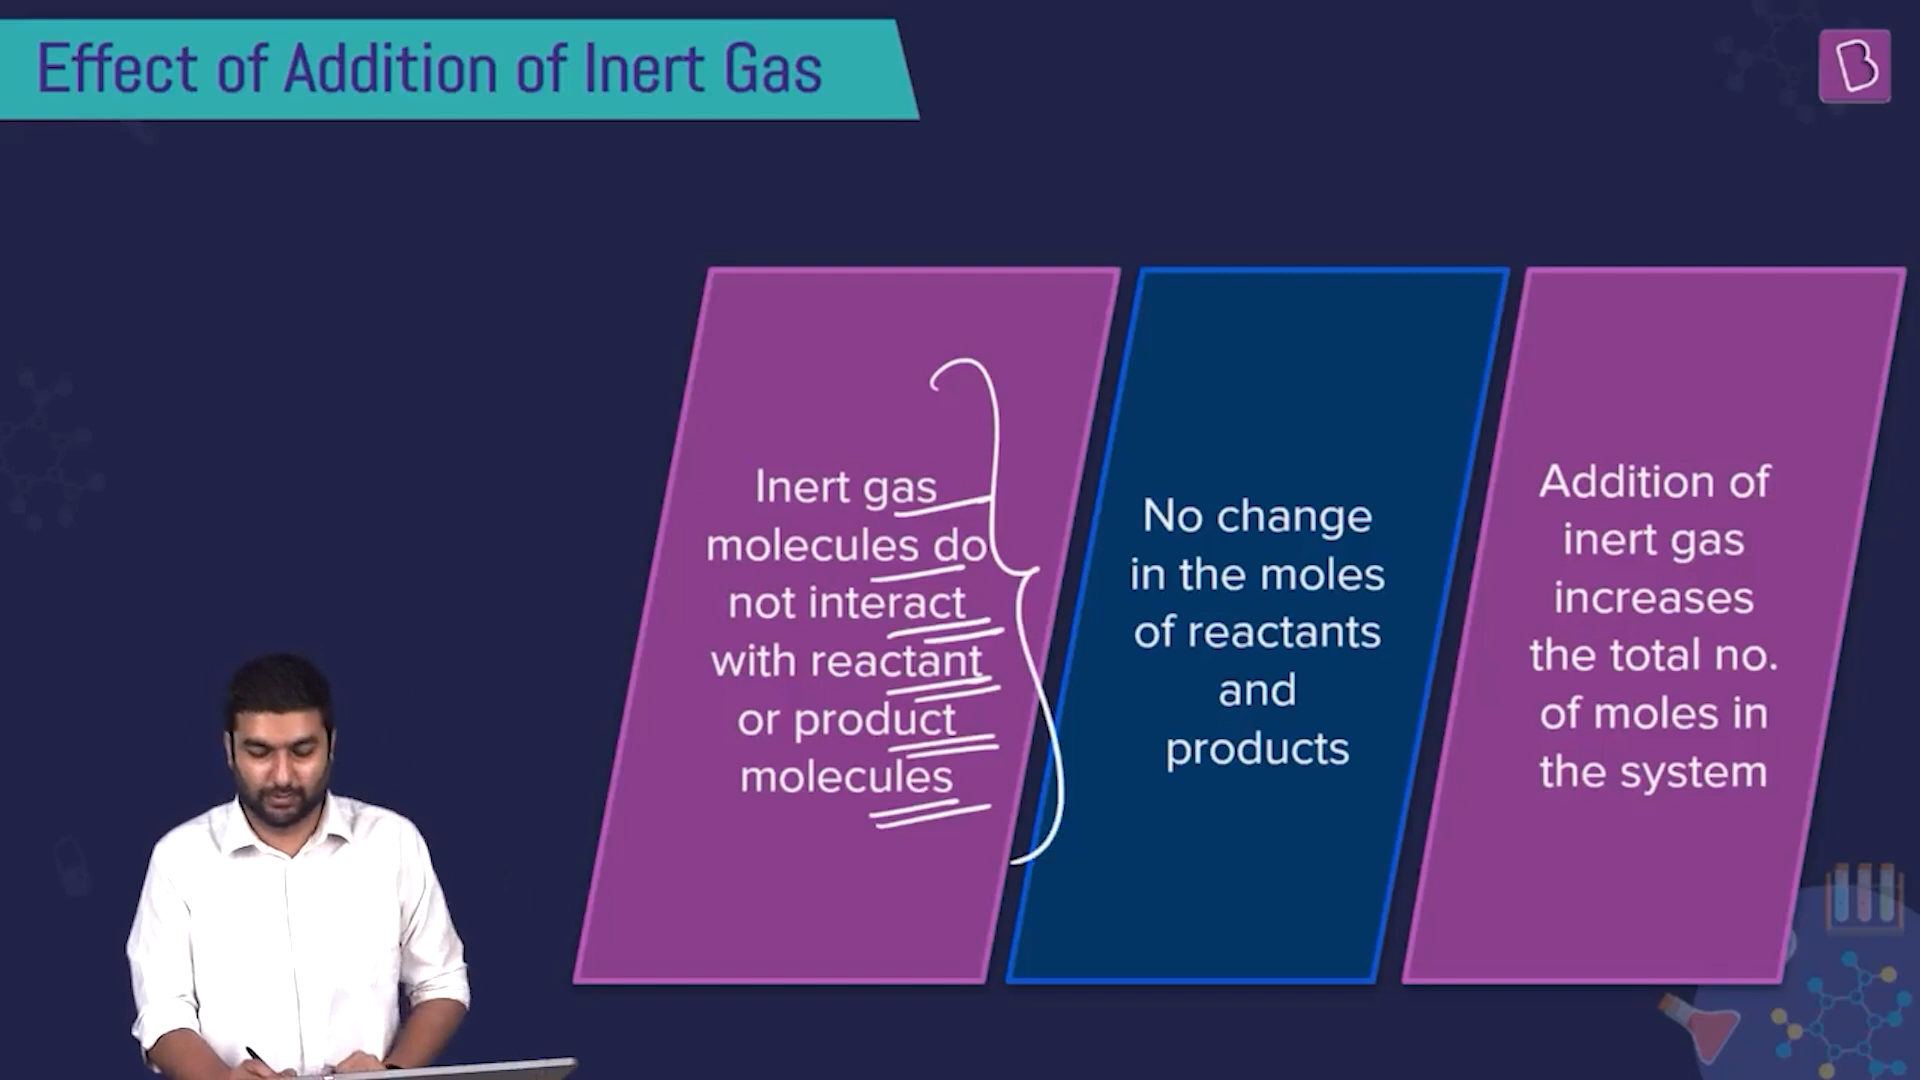 Effect of Addition of Inert Gas
B
Inert gas
molecules do
not interact
with reactant
or product
molecules
No change
in the moles
of reactants
and
products
Addition of
inert gas
increases
the total no.
of moles in
the system